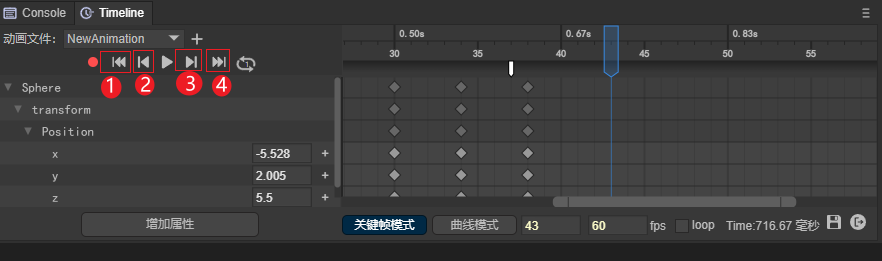 Console Timeline
动画文件: NewAnimation
0.50s 0.67s 0.83s
30 35 40 45 50 55
1 2 3 4
Sphere
transform
Position
x -5.528 +
y 2.005 +
z 5.5 +
增加属性 关键帧模式 曲线模式 43 60 fps loop Time:716.67 毫秒